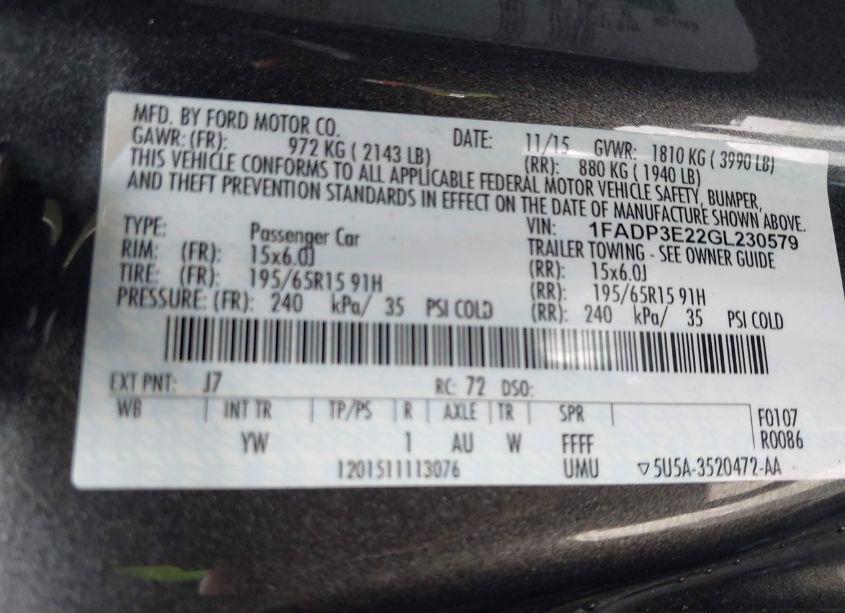 MFD. BY FORD MOTOR CO. DATE: 11/15 GVWR: 1810 KG ( 3990 LB)
GAWR: (FR): 972 KG ( 2143 LB) (RR): 880 KG ( 1940 LB)
THIS VEHICLE CONFORMS TO ALL APPLICABLE FEDERAL MOTOR VEHICLE SAFETY, BUMPER,
AND THEFT PREVENTION STANDARDS IN EFFECT ON THE DATE OF MANUFACTURE SHOWN ABOVE.
VIN: 1FADP3E22GL230579
TYPE: Passenger Car TRAILER TOWING - SEE OWNER GUIDE
RIM: (FR): 15x6.0J (RR): 15x6.0J
TIRE: (FR): 195/65R15 91H (RR): 195/65R15 91H
PRESSURE: (FR): 240 kPa/ 35 PSI COLD (RR): 240 kPa/ 35 PSI COLD
EXT PNT: J7 RC: 72 DSO:
WB INT TR TP/PS R AXLE TR SPR F0107
YW 1 AU W FFFF R0086
1201511113076 UMU ▽5U5A-3520472-AA